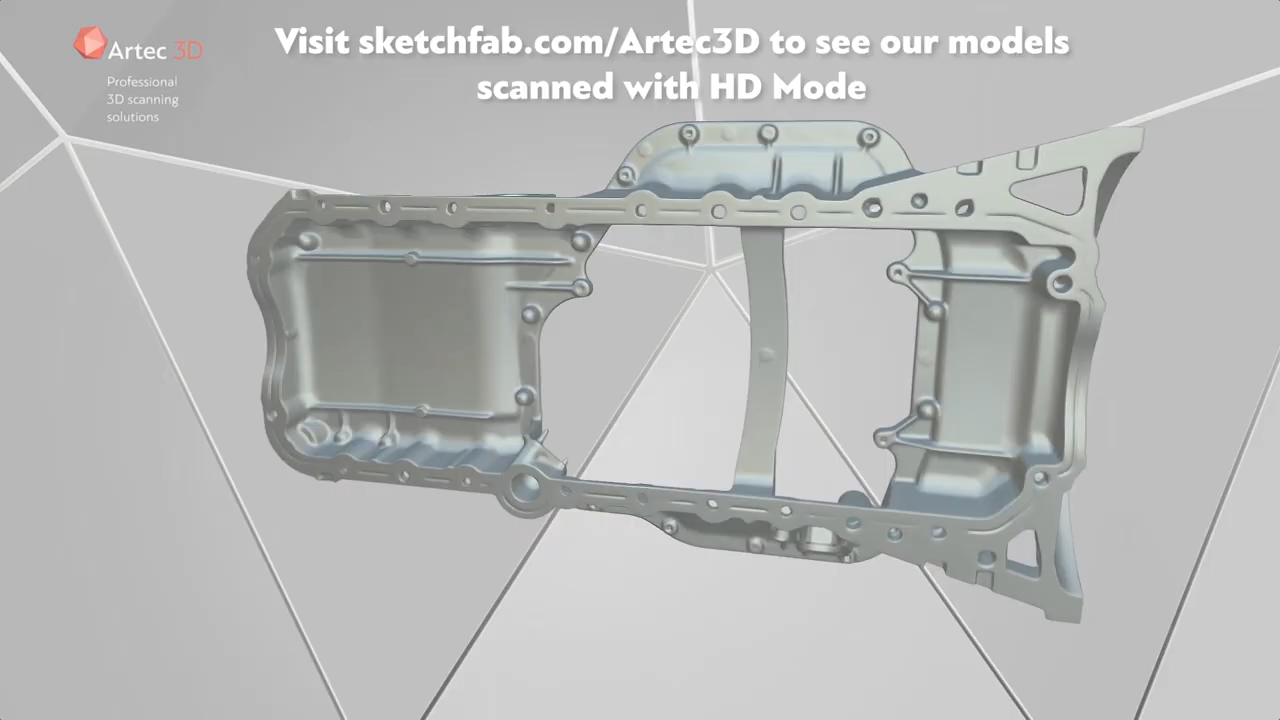 Artec 3D
Professional
3D scanning
solutions
Visit sketchfab.com/Artec3D to see our models
scanned with HD Mode